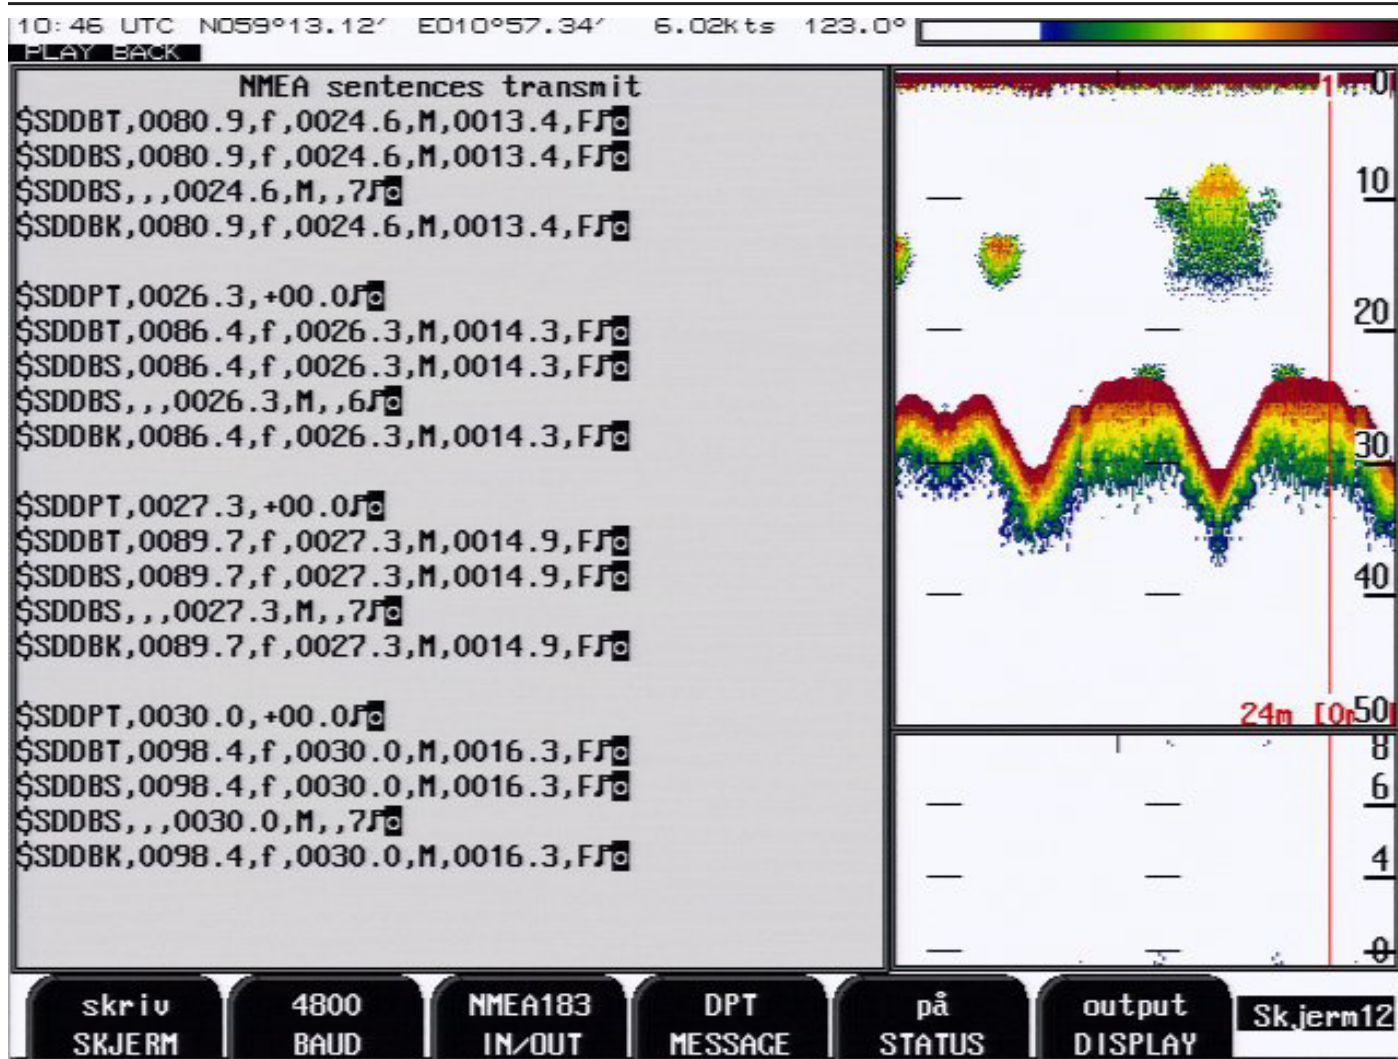 10:46 UTC N059°13.12' E010°57.34' 6.02kts 123.0°
PLAY BACK
NMEA sentences transmit
$SDDBT,0080.9,f,0024.6,M,0013.4,F♪◙
$SDDBS,0080.9,f,0024.6,M,0013.4,F♪◙
$SDDBS,,,0024.6,M,,7♪◙
$SDDBK,0080.9,f,0024.6,M,0013.4,F♪◙
$SDDPT,0026.3,+00.0♪◙
$SDDBT,0086.4,f,0026.3,M,0014.3,F♪◙
$SDDBS,0086.4,f,0026.3,M,0014.3,F♪◙
$SDDBS,,,0026.3,M,,6♪◙
$SDDBK,0086.4,f,0026.3,M,0014.3,F♪◙
$SDDPT,0027.3,+00.0♪◙
$SDDBT,0089.7,f,0027.3,M,0014.9,F♪◙
$SDDBS,0089.7,f,0027.3,M,0014.9,F♪◙
$SDDBS,,,0027.3,M,,7♪◙
$SDDBK,0089.7,f,0027.3,M,0014.9,F♪◙
$SDDPT,0030.0,+00.0♪◙
$SDDBT,0098.4,f,0030.0,M,0016.3,F♪◙
$SDDBS,0098.4,f,0030.0,M,0016.3,F♪◙
$SDDBS,,,0030.0,M,,7♪◙
$SDDBK,0098.4,f,0030.0,M,0016.3,F♪◙
1 0
10
20
30
40
24m [0m 50
8
6
4
0
skriv
SKJERM
4800
BAUD
NMEA183
IN/OUT
DPT
MESSAGE
på
STATUS
output
DISPLAY
Skjerm12